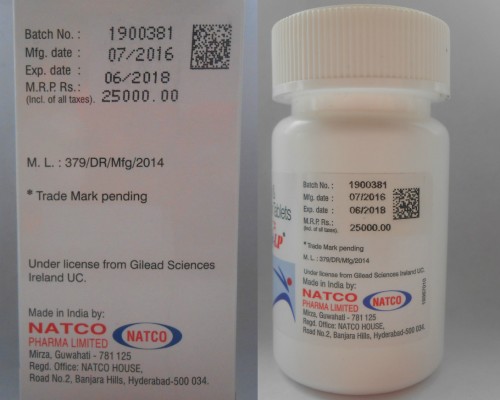 Batch No. : 1900381
Mfg. date : 07/2016
Exp. date : 06/2018
M.R.P. Rs.: 25000.00
(Incl. of all taxes).
M. L. : 379/DR/Mfg/2014
* Trade Mark pending
Under license from Gilead Sciences
Ireland UC.
Made in India by:
NATCO NATCO
PHARMA LIMITED
Mirza, Guwahati - 781 125
Regd. Office: NATCO HOUSE,
Road No.2, Banjara Hills, Hyderabad-500 034.
Tablets
Batch No. : 1900381
Mfg. date : 07/2016
Exp. date : 06/2018
M.R.P. Rs.: 25000.00
(Incl. of all taxes).
* Trade Mark pending
M. L. : 379/DR/Mfg/2014
Under license from Gilead Sciences
Ireland UC.
Made in India by:
NATCO NATCO
PHARMA LIMITED
Mirza, Guwahati - 781 125
Regd. Office: NATCO HOUSE,
Road No.2, Banjara Hills, Hyderabad-500 034.